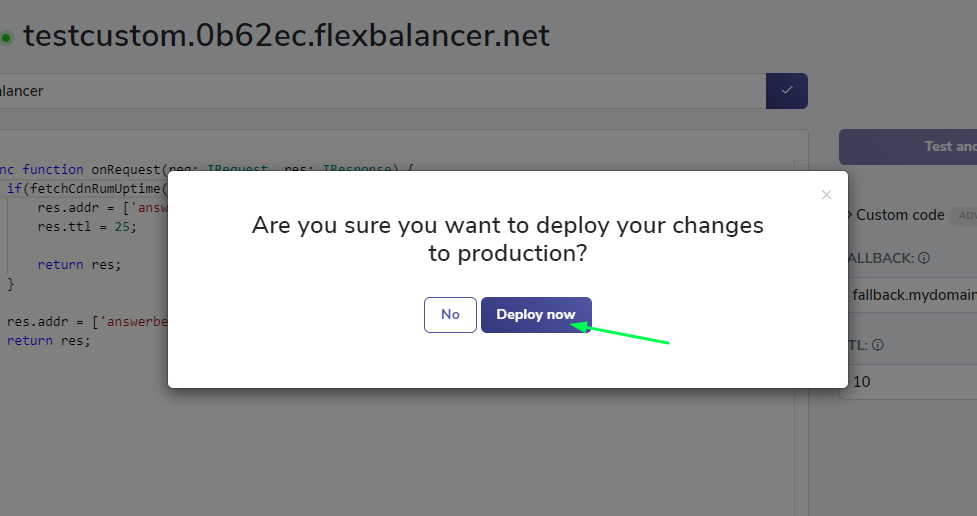 testcustom.0b62ec.flexbalancer.net
lancer
nc function onRequest(req: IRequest, res: IResponse) {
if(fetchCdnRumUptime(
res.addr = ['answ
res.ttl = 25;
return res;
}
res.addr = ['answerbe
return res;
Test and
Custom code ADV
ALLBACK:
fallback.mydomain
TL:
10
×
Are you sure you want to deploy your changes
to production?
No
Deploy now